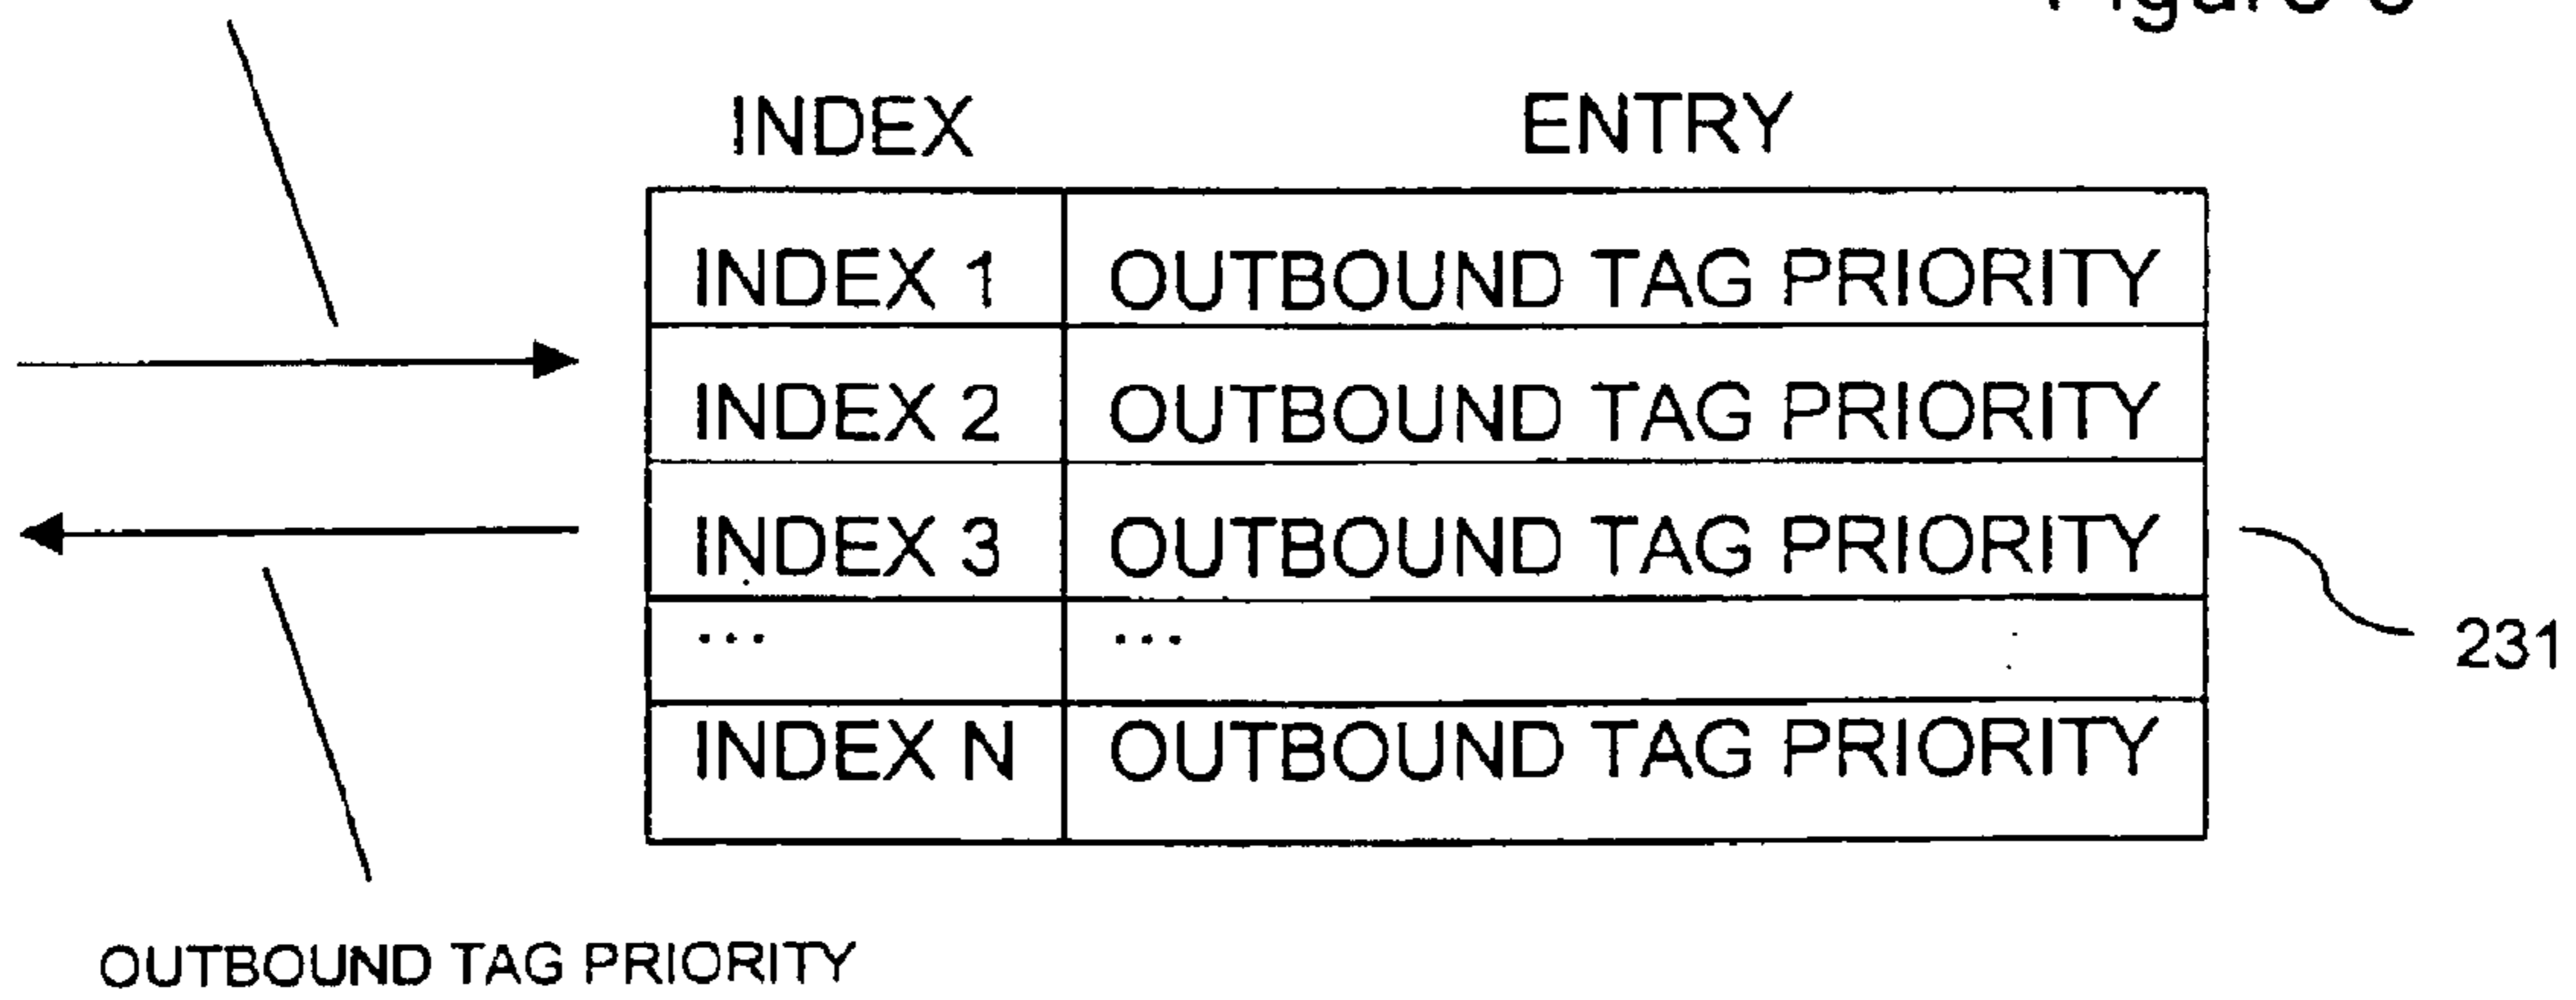 Figure
INDEX ENTRY
INDEX 1 OUTBOUND TAG PRIORITY
INDEX 2 OUTBOUND TAG PRIORITY
INDEX 3 OUTBOUND TAG PRIORITY
... ...
231
INDEX N OUTBOUND TAG PRIORITY
OUTBOUND TAG PRIORITY